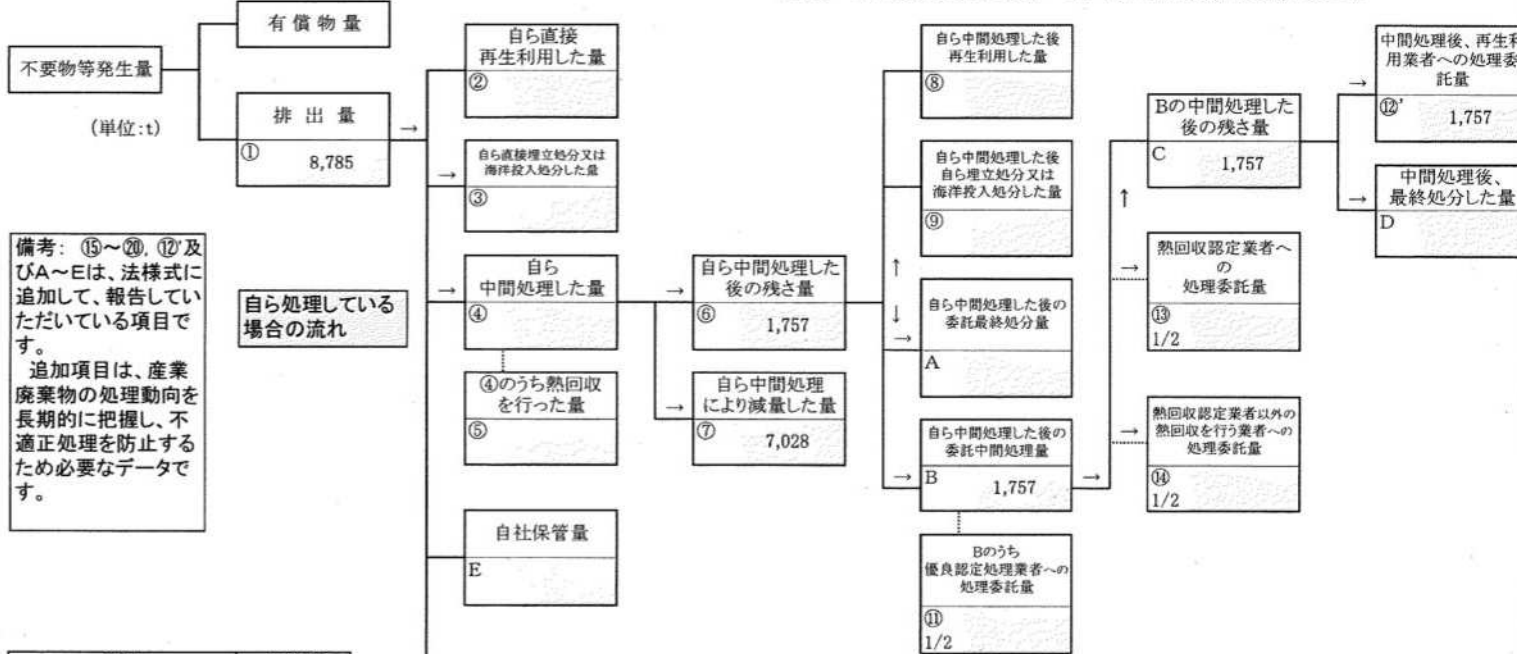 不要物等発生量
(単位:t)
有償物量
排出量
①
8,785
→
備考: ⑮~⑳, ⑫'及
びA~Eは、法様式に
追加して、報告してい
ただいている項目で
す。
追加項目は、産業
廃棄物の処理動向を
長期的に把握し、不
適正処理を防止する
ため必要なデータで
す。
自ら処理している
場合の流れ
自ら直接
再生利用した量
②
→
自ら直接埋立処分又は
海洋投入処分した量
③
→
自ら
中間処理した量
④
④のうち熱回収
を行った量
⑤
自社保管量
E
→
自ら中間処理した
後の残さ量
⑥
1,757
→
自ら中間処理
により減量した量
⑦
7,028
自ら中間処理した後
再生利用した量
⑧
自ら中間処理した後
自ら埋立処分又は
海洋投入処分した量
⑨
↑
↓
→
自ら中間処理した後の
委託最終処分量
A
→
自ら中間処理した後の
委託中間処理量
B
1,757
→
Bのうち
優良認定処理業者への
処理委託量
⑪
1/2
Bの中間処理した
後の残さ量
C
1,757
↑
→
熱回収認定業者へ
の
処理委託量
⑬
1/2
→
熱回収認定業者以外の
熱回収を行う業者への
処理委託量
⑭
1/2
→
中間処理後、再生利
用業者への処理委
託量
⑫'
1,757
→
中間処理後、
最終処分した量
D